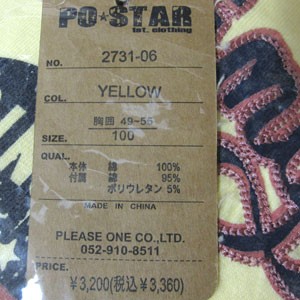 PO★STAR
int. clothing
NO. 2731-06
COL. YELLOW
胸囲 49-55
SIZE. 100
QUAL.
本体 綿 100%
付属 綿 95%
ポリウレタン 5%
MADE IN CHINA
PLEASE ONE CO.,LTD.
052-910-8511
PRICE.
¥3,200(税込¥3,360)